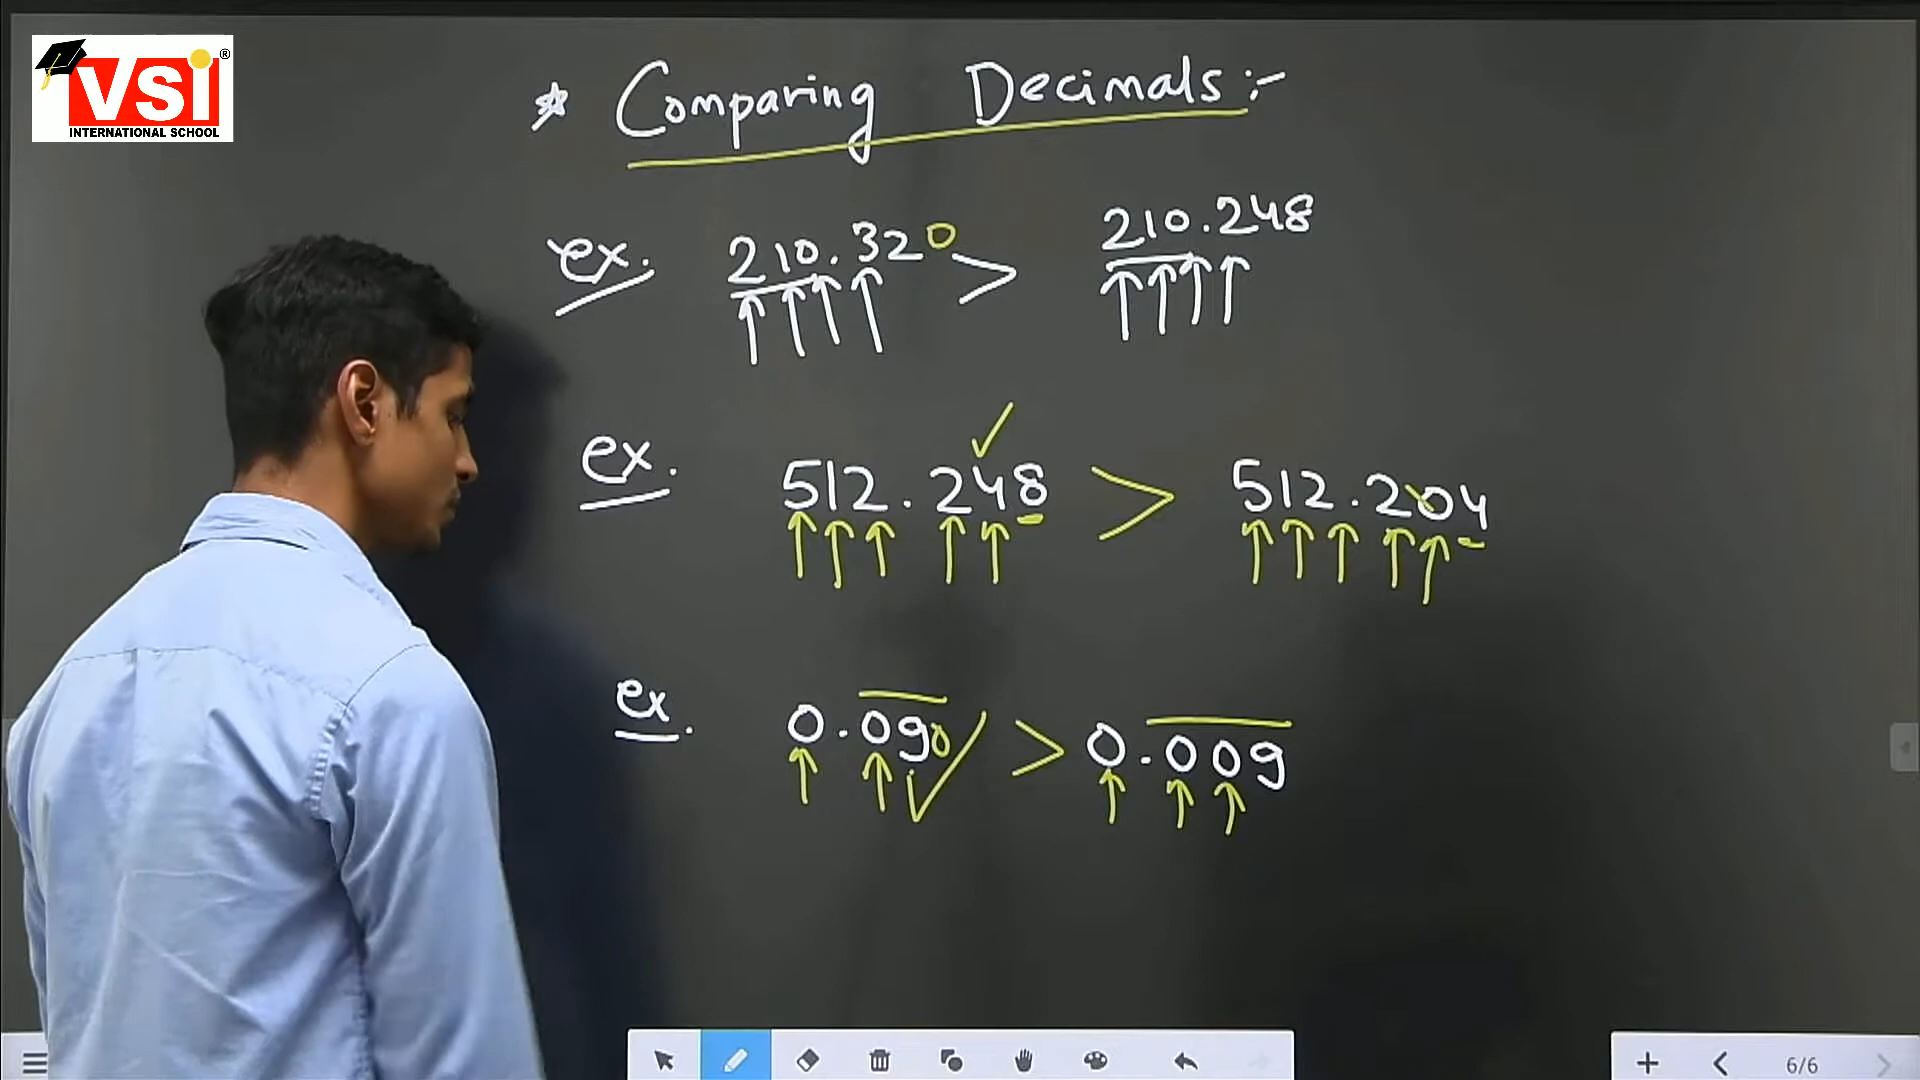 VSI®
INTERNATIONAL SCHOOL
* Comparing Decimals:-
ex. 210.320 > 210.248
ex. 512.248 > 512.204
ex. 0.090 > 0.009
6/6